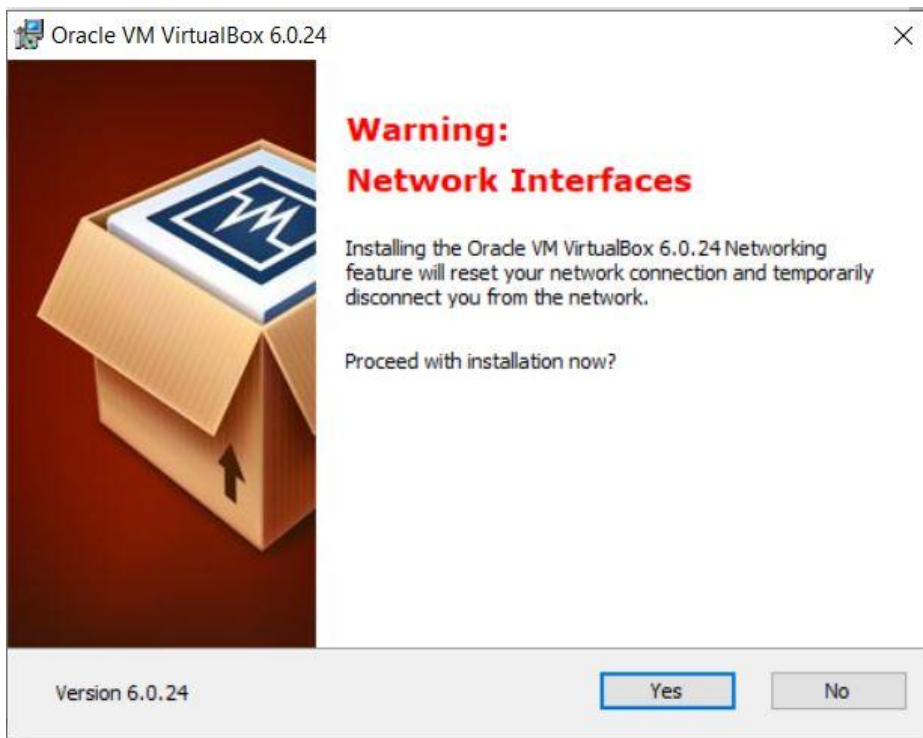 Oracle VM VirtualBox 6.0.24
Warning:
Network Interfaces
Installing the Oracle VM VirtualBox 6.0.24 Networking
feature will reset your network connection and temporarily
disconnect you from the network.
Proceed with installation now?
Version 6.0.24
Yes
No